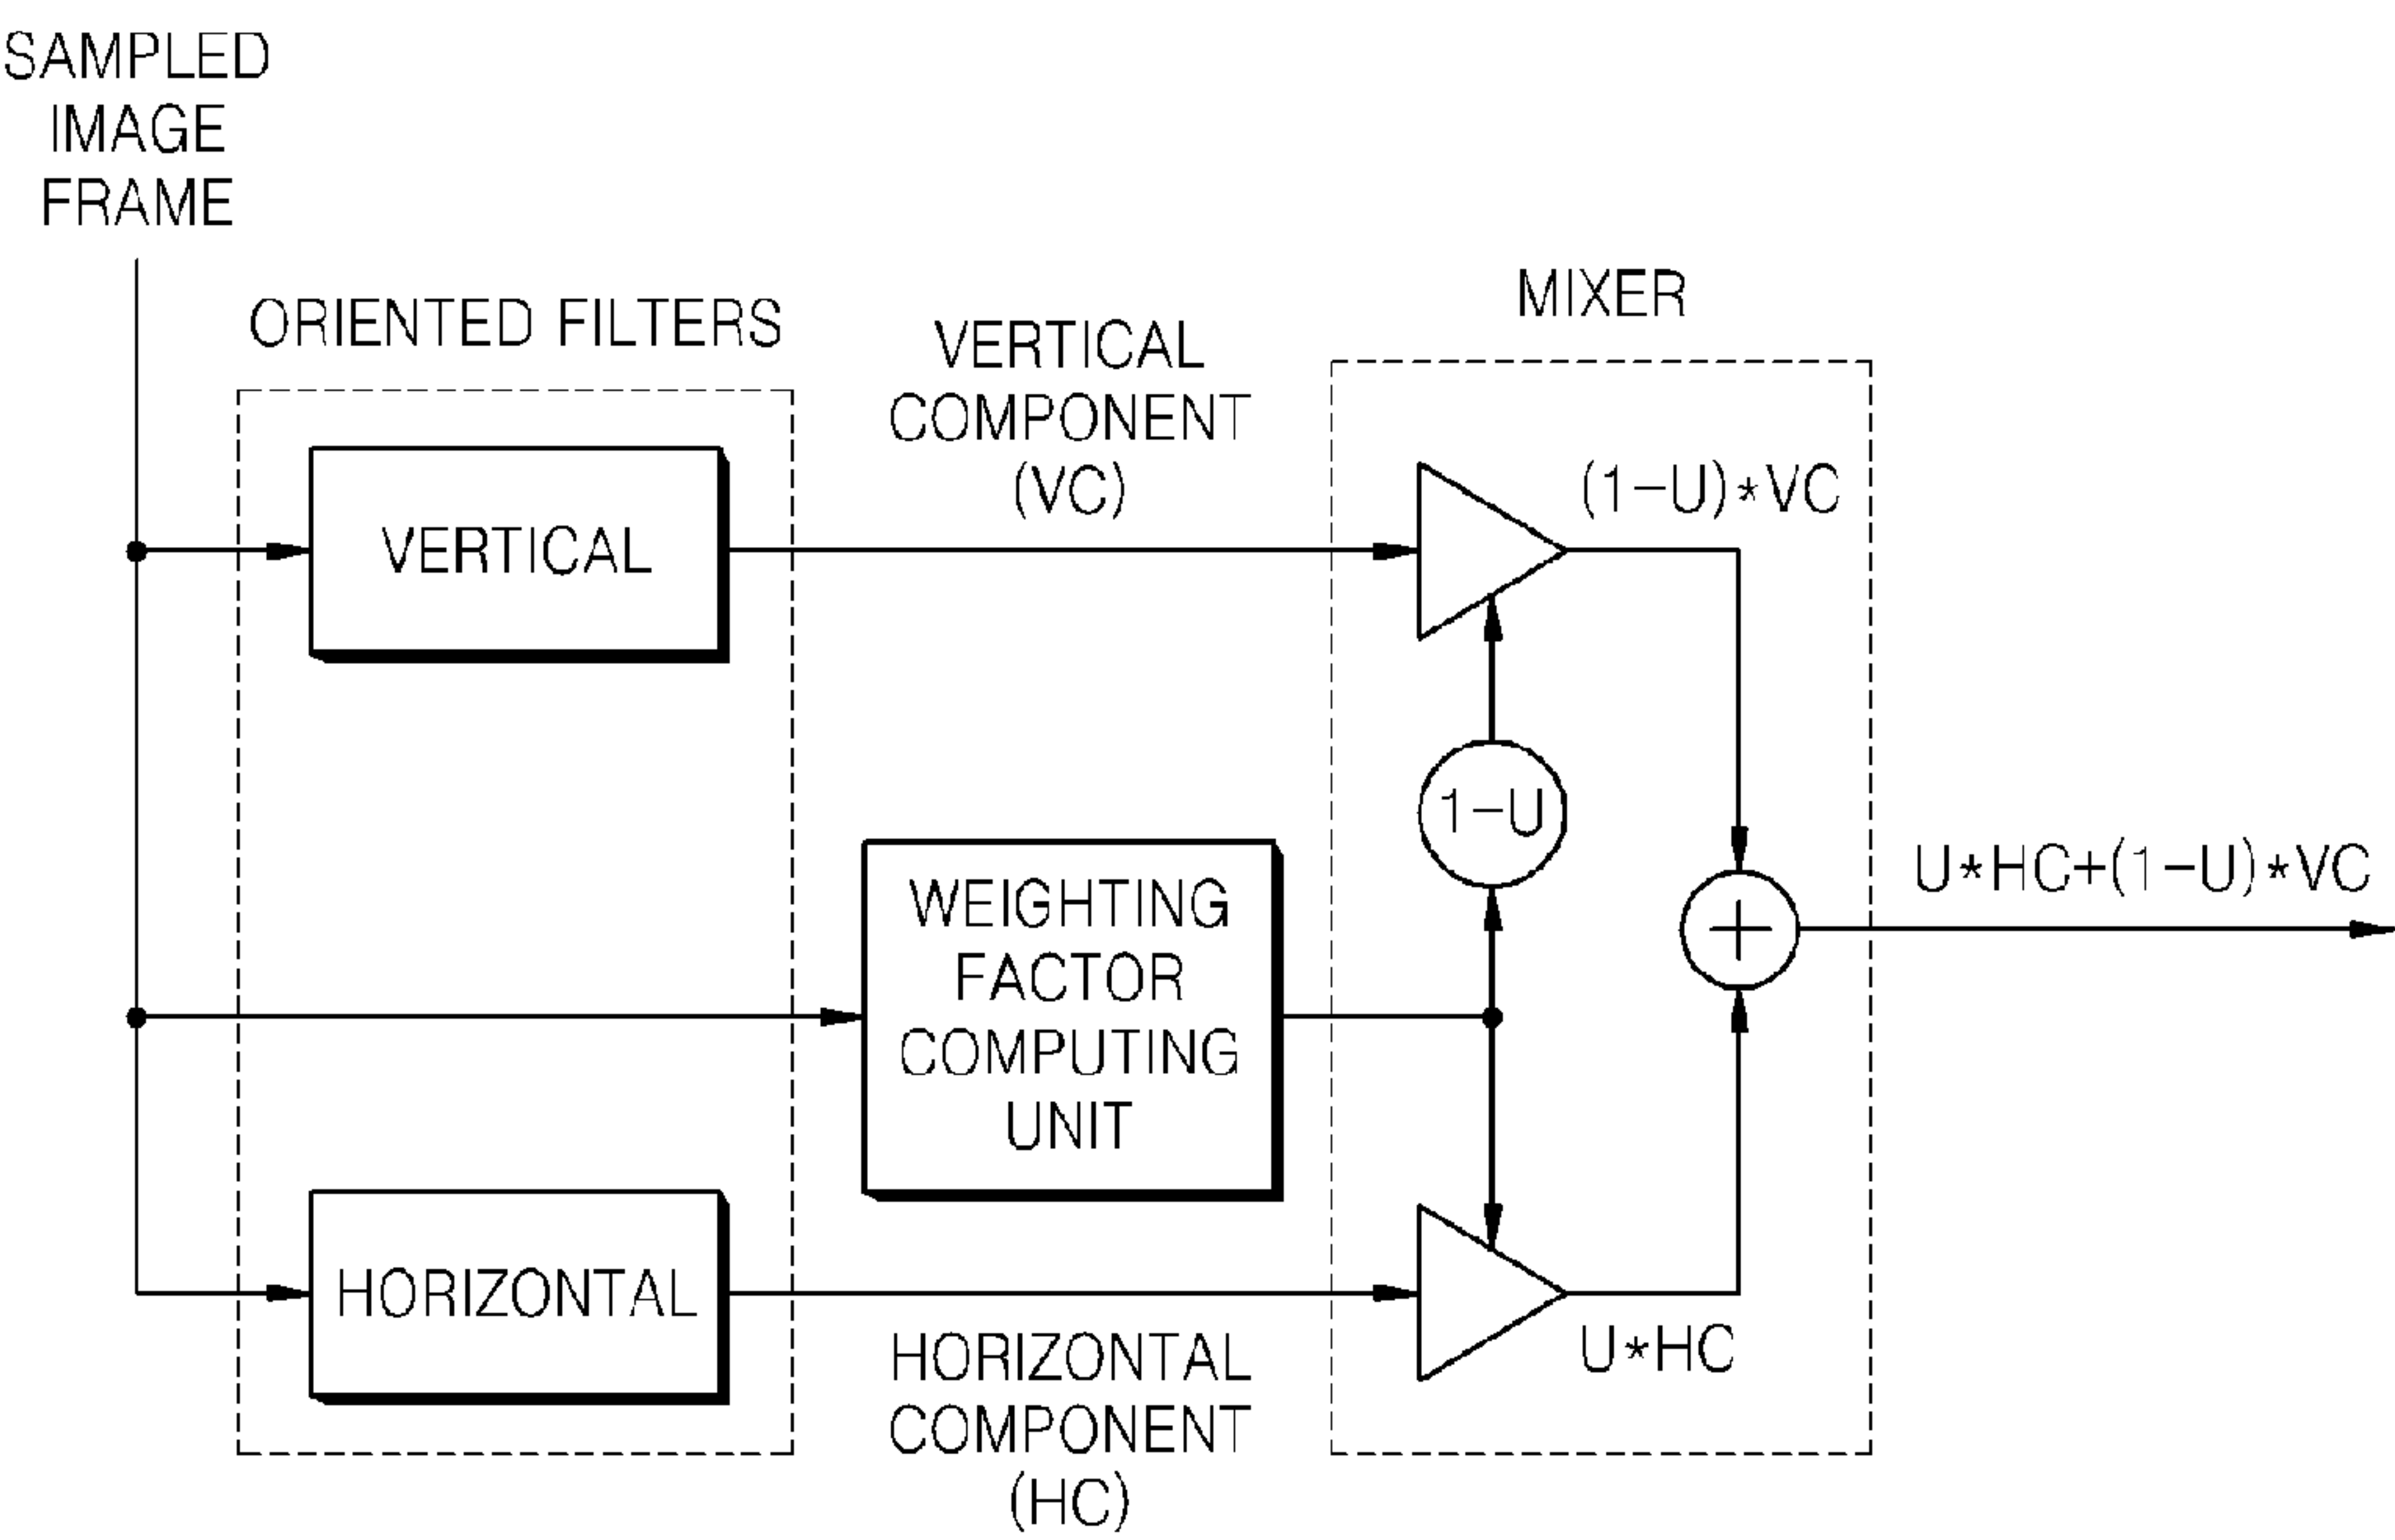 SAMPLED
IMAGE
FRAME
ORIENTED FILTERS
VERTICAL
COMPONENT
(VC)
MIXER
VERTICAL
(1-U)*VC
1-U
WEIGHTING
FACTOR
COMPUTING
UNIT
+
U*HC+(1-U)*VC
HORIZONTAL
HORIZONTAL
COMPONENT
(HC)
U*HC